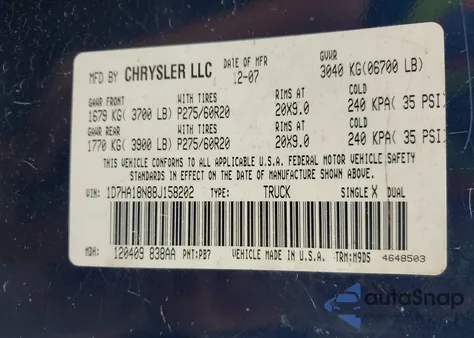 MFD BY CHRYSLER LLC DATE OF MFR 12-07 GVWR 3040 KG(06700 LB)
GAWR FRONT WITH TIRES RIMS AT COLD
1679 KG( 3700 LB) P275/60R20 20X9.0 240 KPA( 35 PSI)
GAWR REAR WITH TIRES RIMS AT COLD
1770 KG( 3900 LB) P275/60R20 20X9.0 240 KPA( 35 PSI)
THIS VEHICLE CONFORMS TO ALL APPLICABLE U.S.A. FEDERAL MOTOR VEHICLE SAFETY
STANDARDS IN EFFECT ON THE DATE OF MANUFACTURE SHOWN ABOVE.
VIN: 1D7HA18N88J158202 TYPE: TRUCK SINGLE X DUAL
MDH: 120409 838AA PNT:PB7 VEHICLE MADE IN U.S.A. TRM:M9D5 4648503
autoSnap